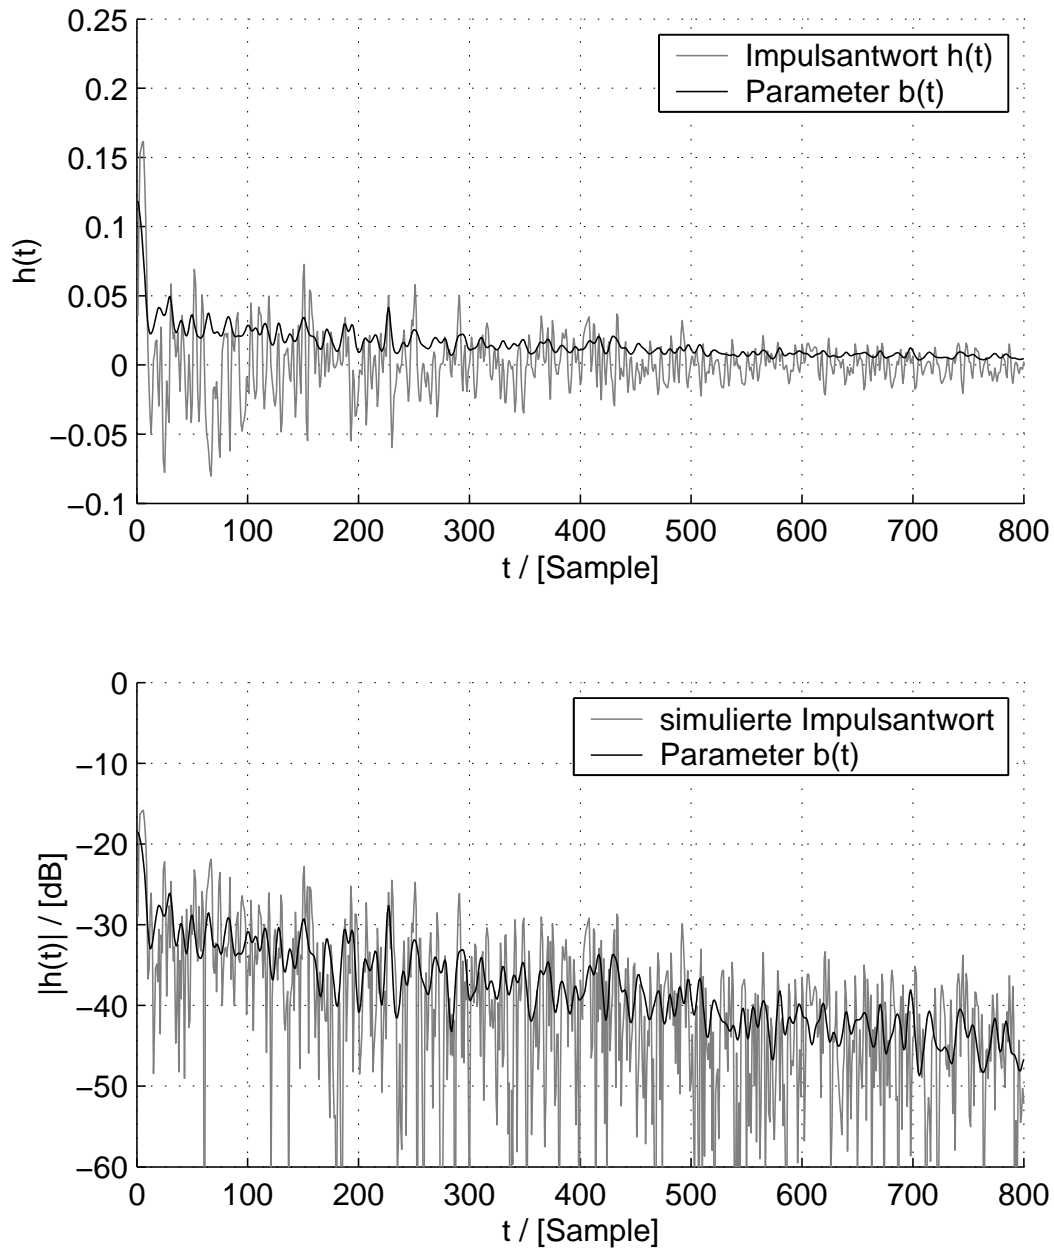 0.25
0.2
0.15
0.1
0.05
0
−0.05
−0.1
h(t)
Impulsantwort h(t)
Parameter b(t)
0 100 200 300 400 500 600 700 800
t / [Sample]
0
−10
−20
−30
−40
−50
−60
|h(t)| / [dB]
simulierte Impulsantwort
Parameter b(t)
0 100 200 300 400 500 600 700 800
t / [Sample]